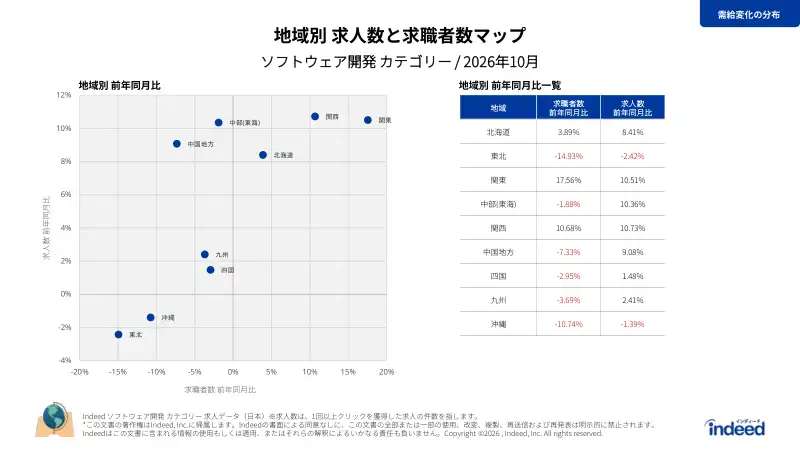 需給変化の分布
地域別 求人数と求職者数マップ
ソフトウェア開発 カテゴリー / 2026年10月
地域別 前年同月比
12%
10%
8%
6%
4%
2%
0%
-2%
-4%
-20%
-15%
-10%
-5%
0%
5%
10%
15%
20%
求人数 前年同月比
求職者数 前年同月比
中部(東海)
関西
関東
中国地方
北海道
九州
四国
沖縄
東北
地域別 前年同月比一覧
地域 求職者数 前年同月比 求人数 前年同月比
北海道 3.89% 8.41%
東北 -14.93% -2.42%
関東 17.56% 10.51%
中部(東海) -1.88% 10.36%
関西 10.68% 10.73%
中国地方 -7.33% 9.08%
四国 -2.95% 1.48%
九州 -3.69% 2.41%
沖縄 -10.74% -1.39%
Indeed ソフトウェア開発 カテゴリー 求人データ（日本）※求人数は、1回以上クリックを獲得した求人の件数を指します。
*この文書の著作権はIndeed, Inc.に帰属します。Indeedの書面による同意なしに、この文書の全部または一部の使用、改変、複製、再送信および再発表は明示的に禁止されます。
Indeedはこの文書に含まれる情報の使用もしくは適用、またはそれらの解釈によるいかなる責任も負いません。Copyright ©2026 , Indeed, Inc. All rights reserved.
インディード
indeed